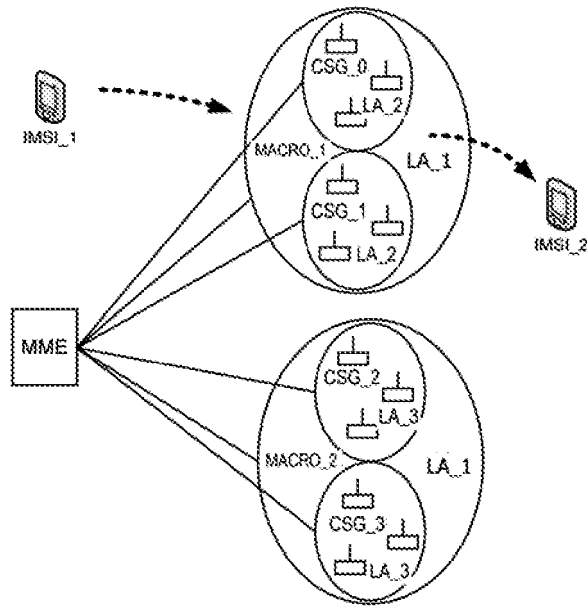 CSG_0
LA_2
IMSI_1
MACRO_1
LA_1
CSG_1
LA_2
IMSI_2
MME
CSG_2
LA_3
MACRO_2
LA_1
CSG_3
LA_3